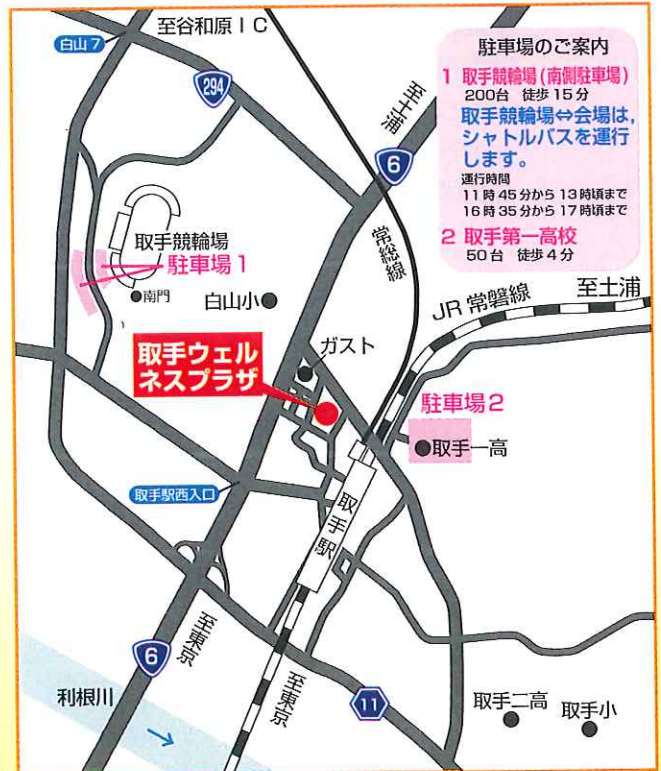 至谷和原IC
白山7
294
至土浦
6
駐車場のご案内
1 取手競輪場(南側駐車場)
200台 徒歩15分
取手競輪場⇔会場は,
シャトルバスを運行
します。
運行時間
11時45分から13時頃まで
16時35分から17時頃まで
2 取手第一高校
50台 徒歩4分
取手競輪場
駐車場1
南門
白山小
常総線
JR常磐線
至土浦
ガスト
取手ウェル
ネスプラザ
駐車場2
取手一高
取手駅西入口
取手駅
至東京
6
至東京
利根川
11
取手二高
取手小